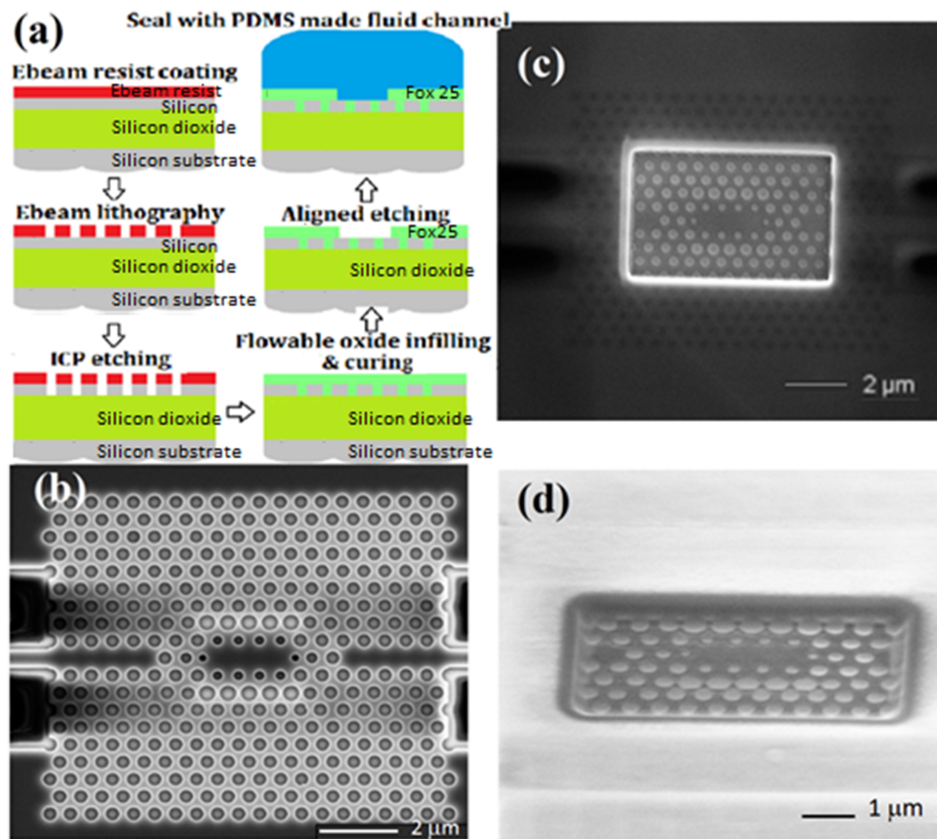 (a)
Seal with PDMS made fluid channel
Ebeam resist coating
Ebeam resist
Silicon
Silicon dioxide
Silicon substrate
Fox 25
Ebeam lithography
Silicon
Silicon dioxide
Silicon substrate
Aligned etching
Fox25
Silicon dioxide
ICP etching
Silicon dioxide
Silicon substrate
Flowable oxide infilling
& curing
Silicon dioxide
Silicon substrate
(b)
2 μm
(c)
2 μm
(d)
1 μm